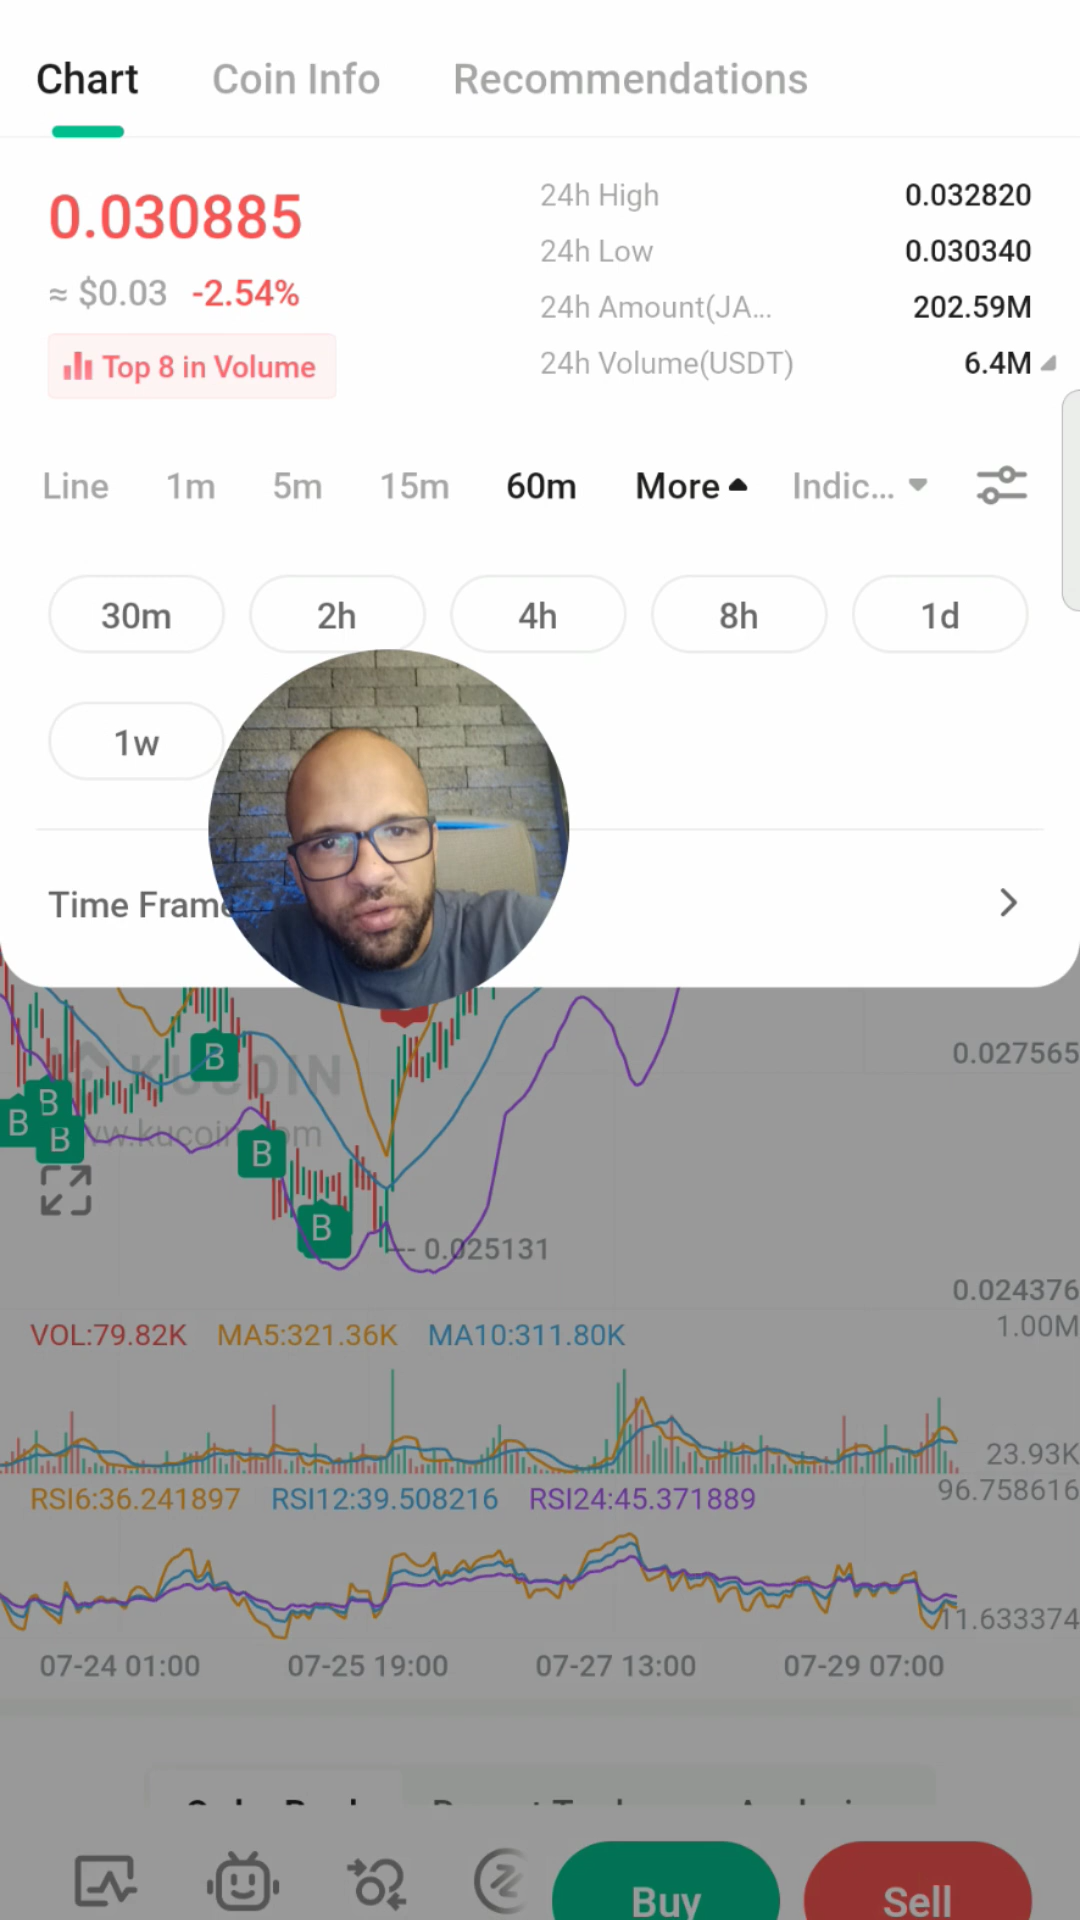 Chart Coin Info Recommendations
0.030885
≈ $0.03 -2.54%
Top 8 in Volume
24h High 0.032820
24h Low 0.030340
24h Amount(JA... 202.59M
24h Volume(USDT) 6.4M
Line 1m 5m 15m 60m More Indic...
30m 2h 4h 8h 1d
1w
Time Frame
0.027565
KUCOIN
B
B
B
B
www.kucoin.com
B
B
0.025131
0.024376
1.00M
VOL:79.82K MA5:321.36K MA10:311.80K
23.93K
96.758616
RSI6:36.241897 RSI12:39.508216 RSI24:45.371889
11.633374
07-24 01:00 07-25 19:00 07-27 13:00 07-29 07:00
Buy Sell